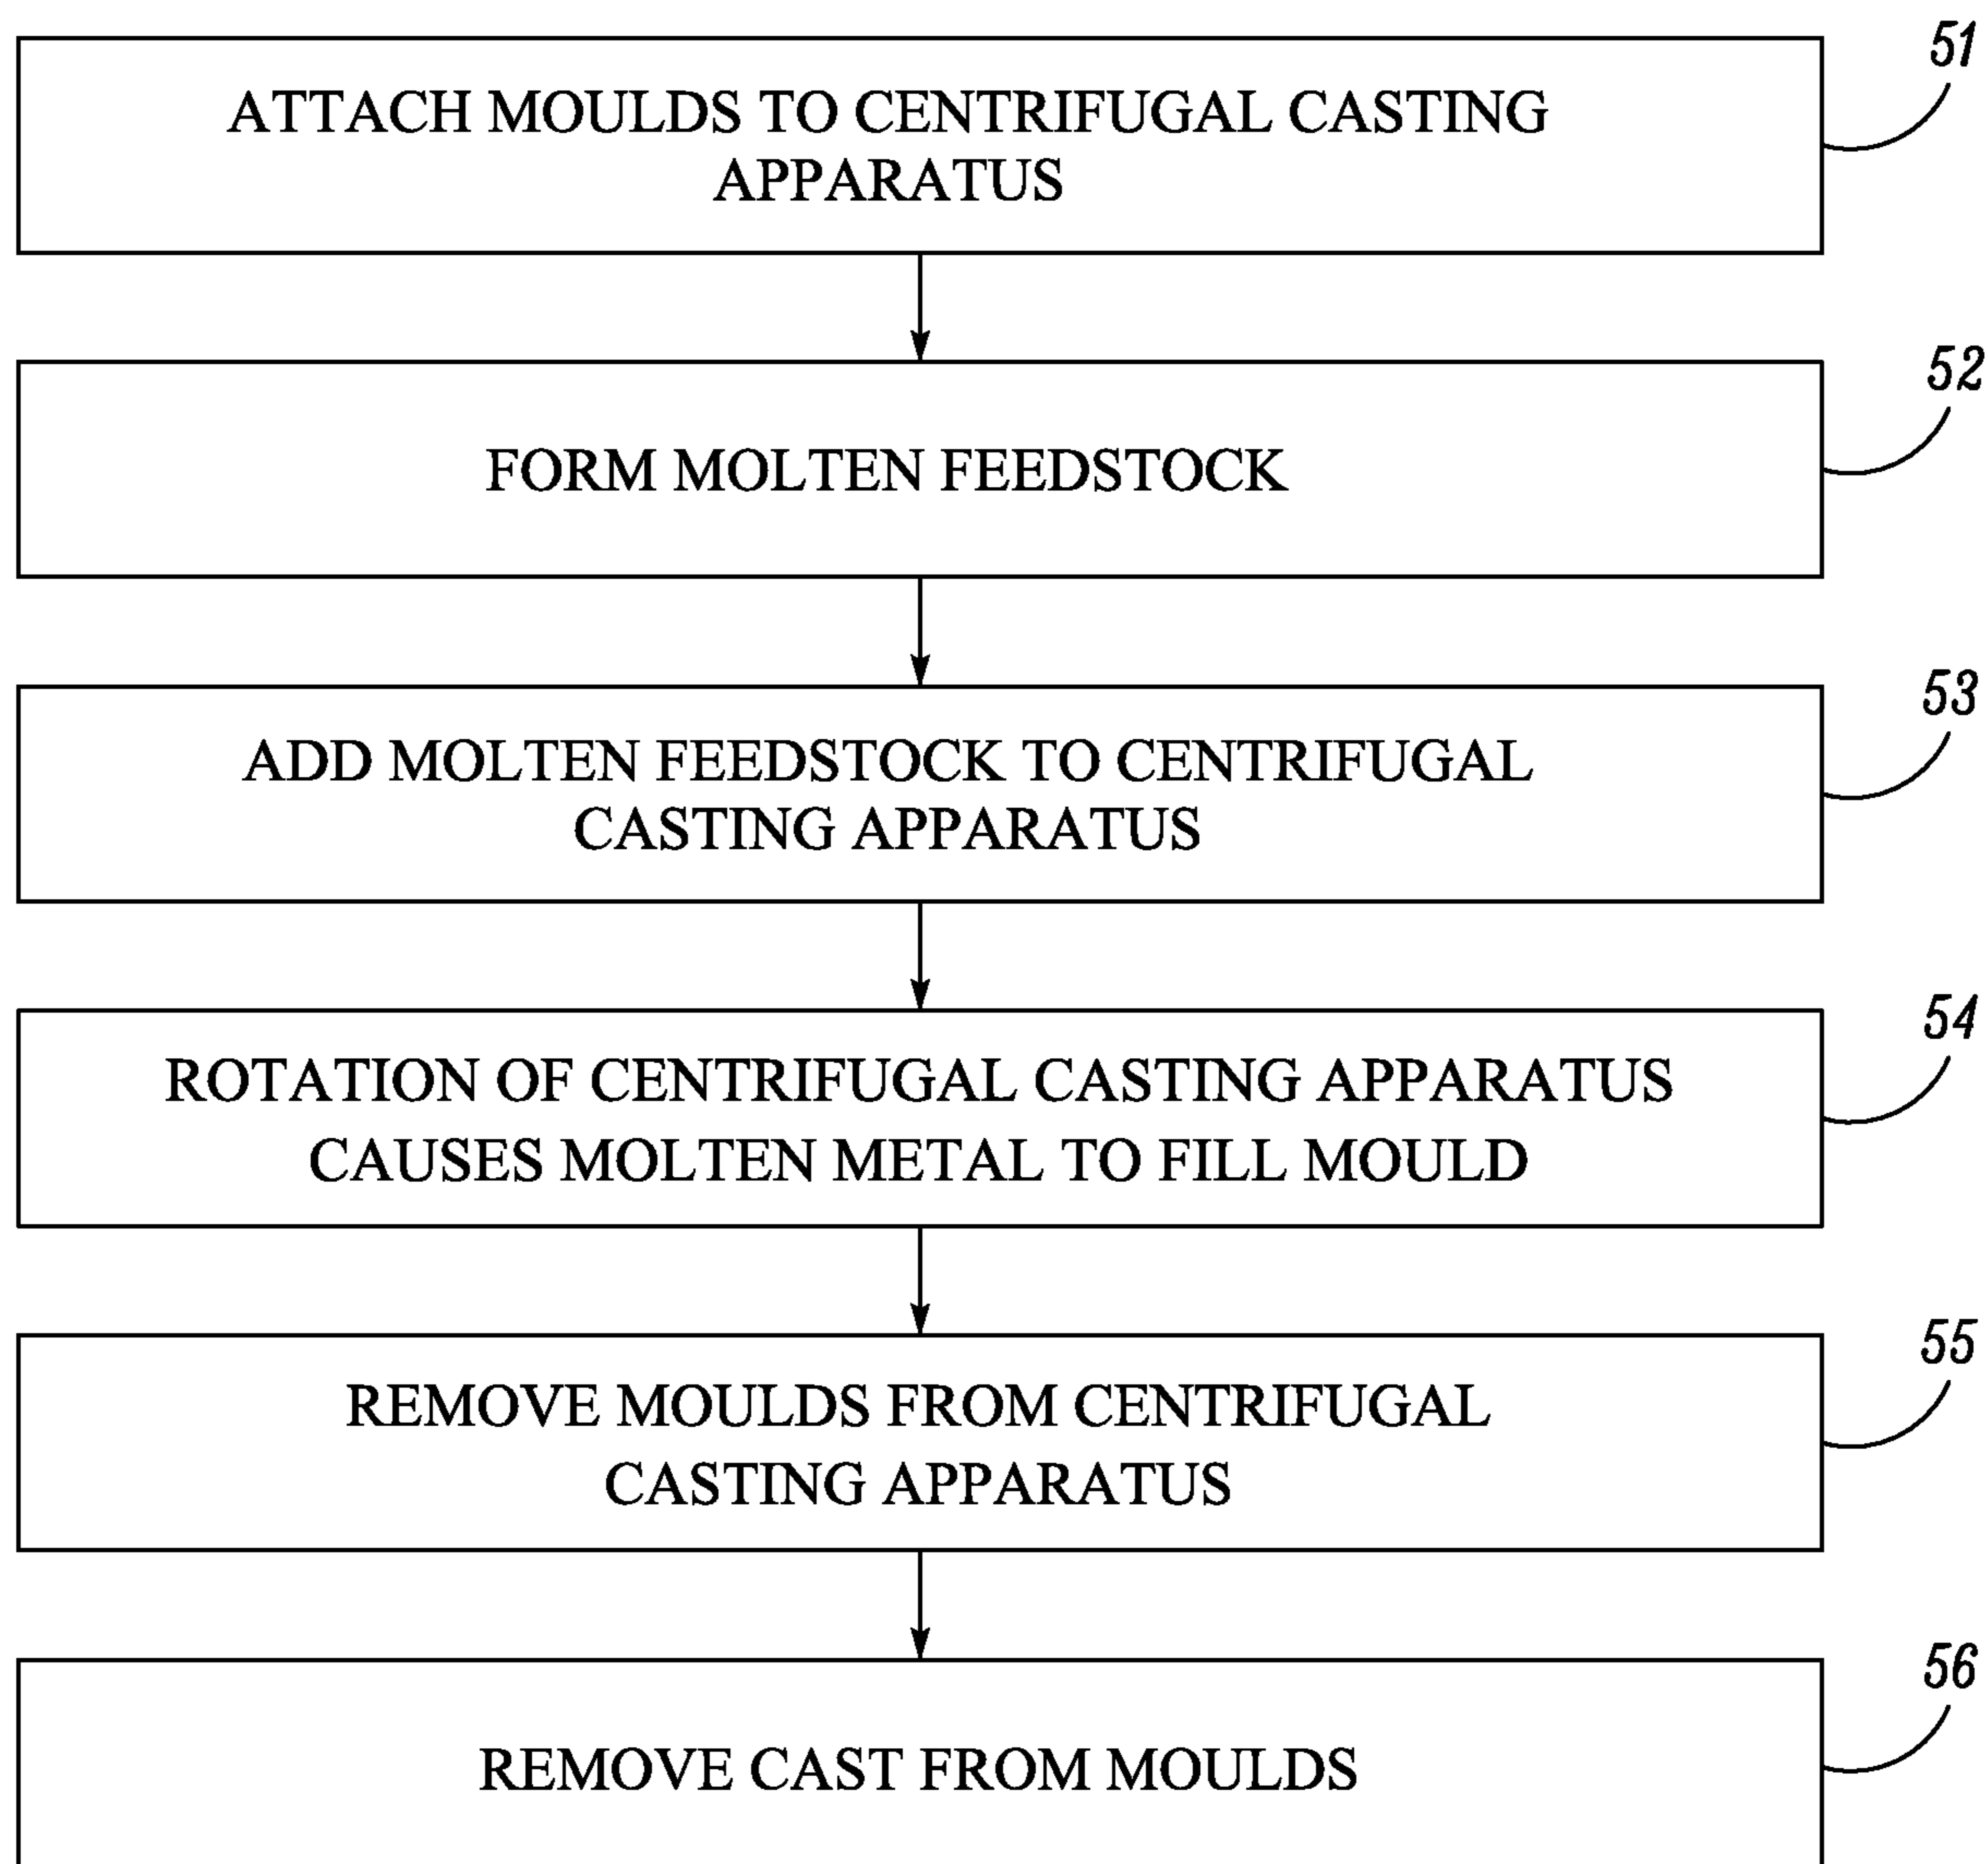 51
ATTACH MOULDS TO CENTRIFUGAL CASTING
APPARATUS
52
FORM MOLTEN FEEDSTOCK
53
ADD MOLTEN FEEDSTOCK TO CENTRIFUGAL
CASTING APPARATUS
54
ROTATION OF CENTRIFUGAL CASTING APPARATUS
CAUSES MOLTEN METAL TO FILL MOULD
55
REMOVE MOULDS FROM CENTRIFUGAL
CASTING APPARATUS
56
REMOVE CAST FROM MOULDS